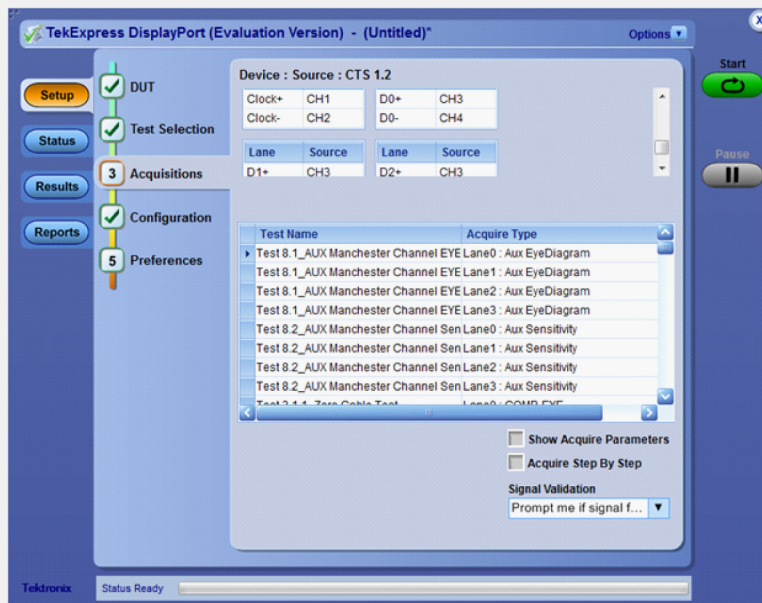 TekExpress DisplayPort (Evaluation Version) - (Untitled)*
Options
X
Start
Pause
Setup
Status
Results
Reports
DUT
Test Selection
3 Acquisitions
Configuration
5 Preferences
Device : Source : CTS 1.2
Clock+ CH1 D0+ CH3
Clock- CH2 D0- CH4
Lane Source Lane Source
D1+ CH3 D2+ CH3
Test Name Acquire Type
Test 8.1_AUX Manchester Channel EYE Lane0 : Aux EyeDiagram
Test 8.1_AUX Manchester Channel EYE Lane1 : Aux EyeDiagram
Test 8.1_AUX Manchester Channel EYE Lane2 : Aux EyeDiagram
Test 8.1_AUX Manchester Channel EYE Lane3 : Aux EyeDiagram
Test 8.2_AUX Manchester Channel Sen Lane0 : Aux Sensitivity
Test 8.2_AUX Manchester Channel Sen Lane1 : Aux Sensitivity
Test 8.2_AUX Manchester Channel Sen Lane2 : Aux Sensitivity
Test 8.2_AUX Manchester Channel Sen Lane3 : Aux Sensitivity
Show Acquire Parameters
Acquire Step By Step
Signal Validation
Prompt me if signal f...
Tektronix
Status Ready